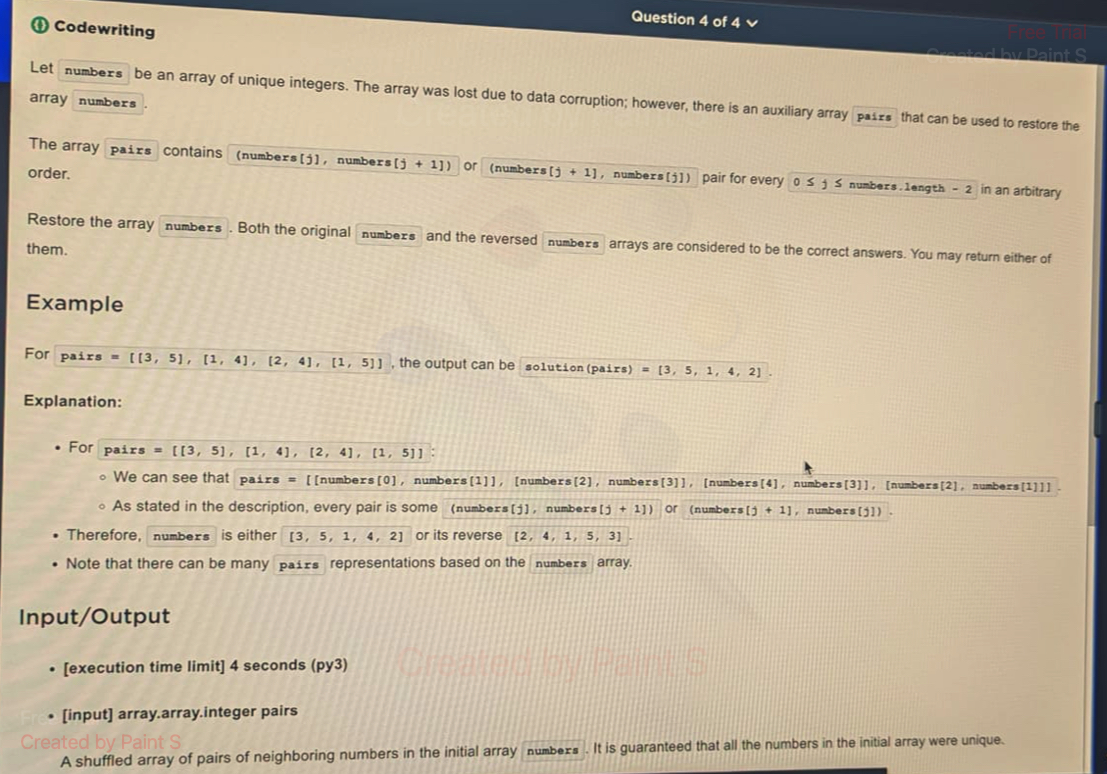 Question 4 of 4
Free Trial
Created by Paint S
Codewriting
Let numbers be an array of unique integers. The array was lost due to data corruption; however, there is an auxiliary array pairs that can be used to restore the
array numbers .
The array pairs contains (numbers[j], numbers[j + 1]) or (numbers[j + 1], numbers[j]) pair for every 0 ≤ j ≤ numbers.length - 2 in an arbitrary
order.
Restore the array numbers . Both the original numbers and the reversed numbers arrays are considered to be the correct answers. You may return either of
them.
Example
For pairs = [[3, 5], [1, 4], [2, 4], [1, 5]] , the output can be solution(pairs) = [3, 5, 1, 4, 2] .
Explanation:
• For pairs = [[3, 5], [1, 4], [2, 4], [1, 5]] :
◦ We can see that pairs = [[numbers[0], numbers[1]], [numbers[2], numbers[3]], [numbers[4], numbers[3]], [numbers[2], numbers[1]]] .
◦ As stated in the description, every pair is some (numbers[j], numbers[j + 1]) or (numbers[j + 1], numbers[j]) .
• Therefore, numbers is either [3, 5, 1, 4, 2] or its reverse [2, 4, 1, 5, 3] .
• Note that there can be many pairs representations based on the numbers array.
Input/Output
• [execution time limit] 4 seconds (py3)
Created by Paint S
• [input] array.array.integer pairs
Created by Paint S
A shuffled array of pairs of neighboring numbers in the initial array numbers . It is guaranteed that all the numbers in the initial array were unique.